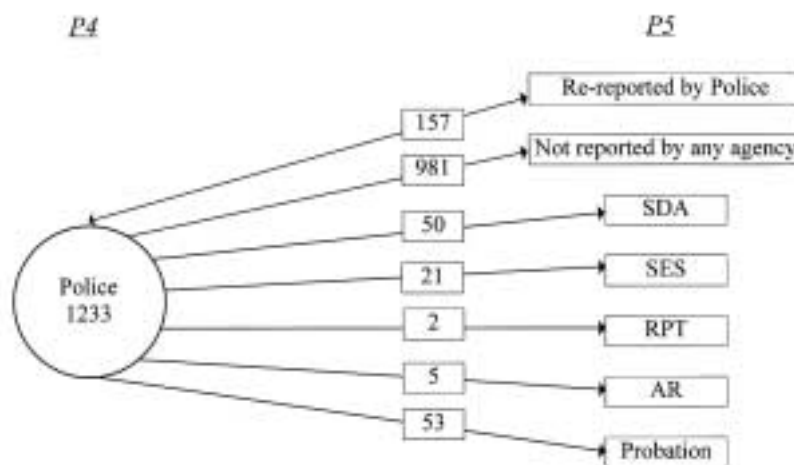 P4
P5
Re-reported by Police
157
Not reported by any agency
981
SDA
50
SES
21
Police
1233
RPT
2
AR
5
Probation
53